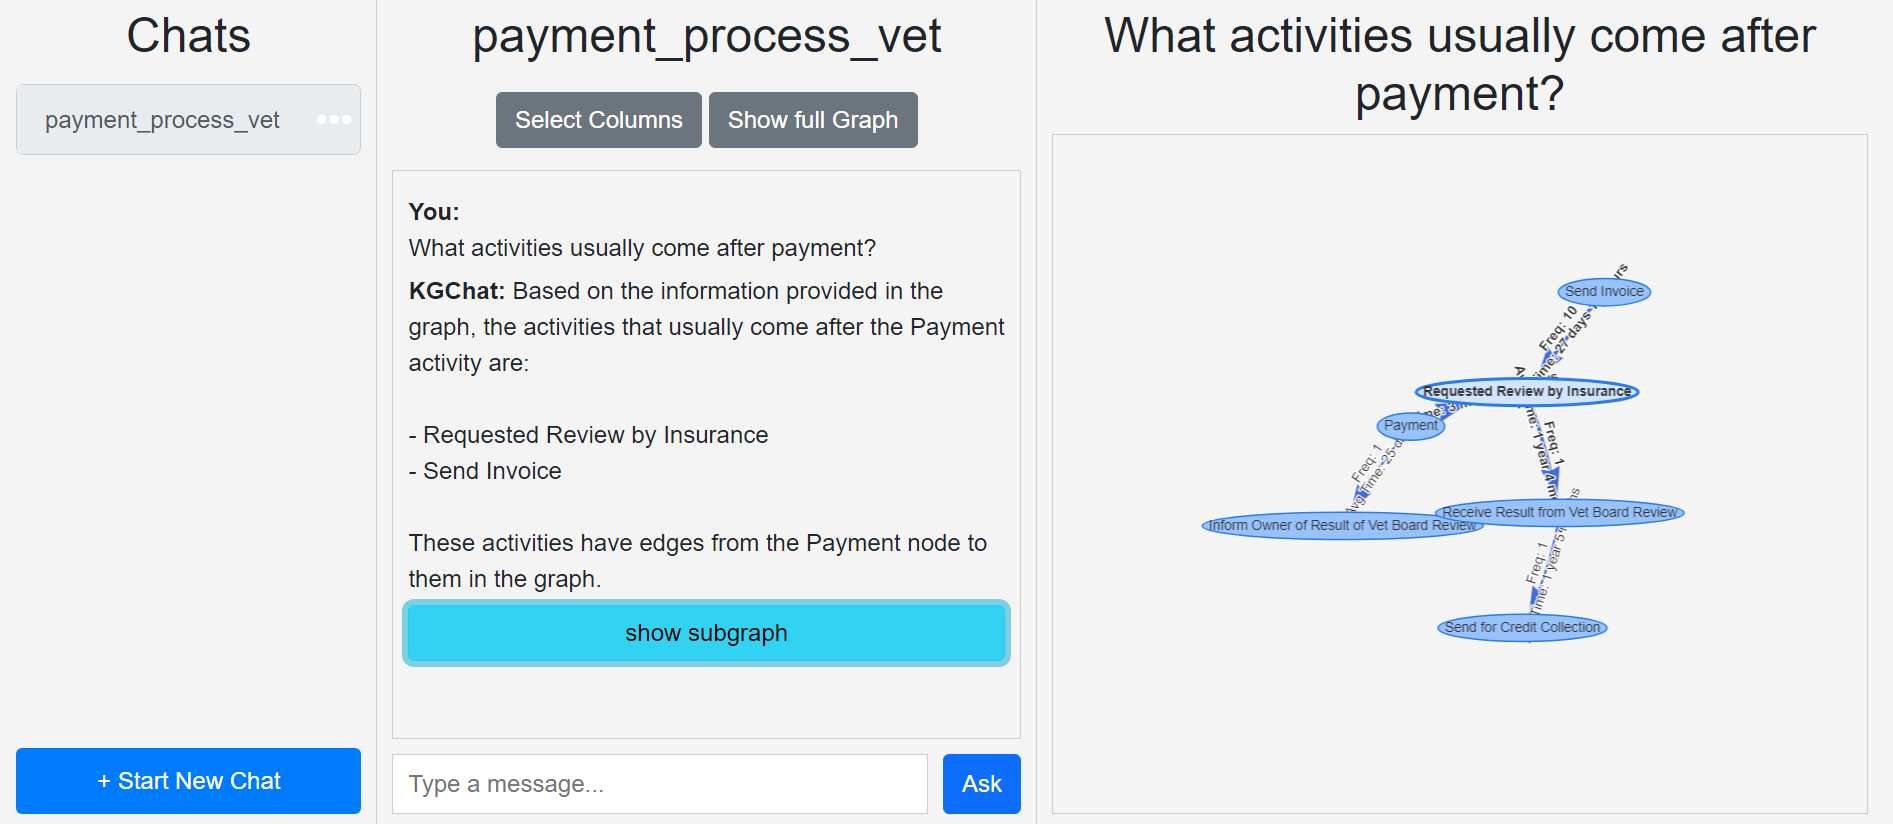 Chats
payment_process_vet
+ Start New Chat
payment_process_vet
Select Columns
Show full Graph
You:
What activities usually come after payment?
KGChat: Based on the information provided in the
graph, the activities that usually come after the Payment
activity are:
- Requested Review by Insurance
- Send Invoice
These activities have edges from the Payment node to
them in the graph.
show subgraph
Type a message...
Ask
What activities usually come after
payment?
Send Invoice
Freq: 10
27 days
Requested Review by Insurance
Payment
Freq: 1
Avg Time: 25
Freq: 1
1 year 4
Inform Owner of Result of Vet Board Review
Receive Result from Vet Board Review
Freq: 1
Time: 1 year 5
Send for Credit Collection